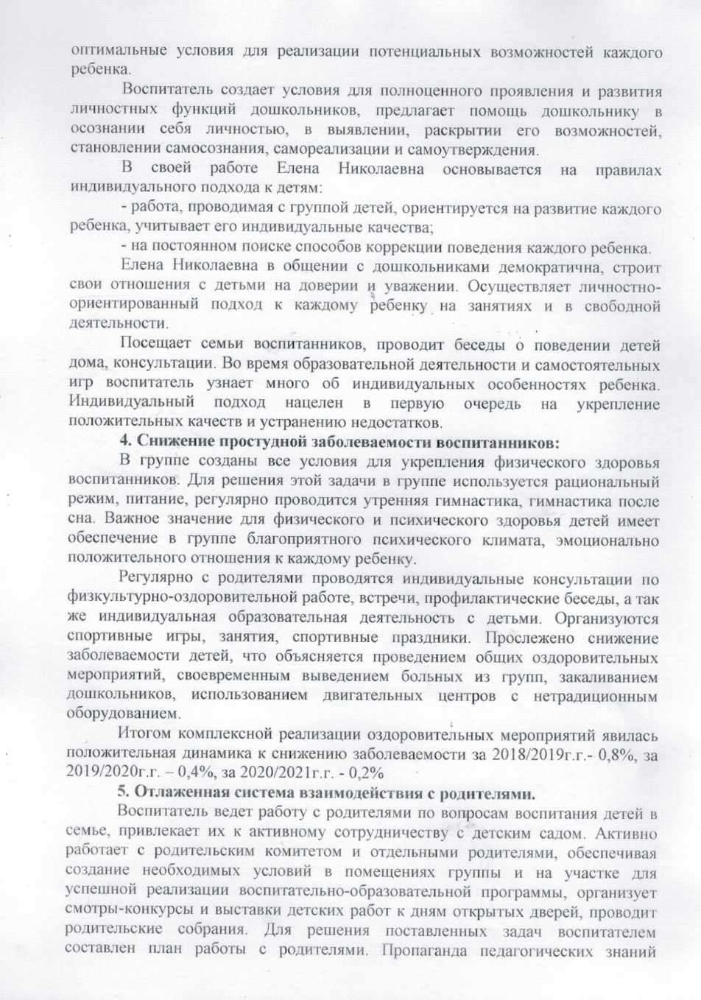 оптимальные условия для реализации потенциальных возможностей каждого
ребенка.
Воспитатель создает условия для полноценного проявления и развития
личностных функций дошкольников, предлагает помощь дошкольнику в
осознании себя личностью, в выявлении, раскрытии его возможностей,
становлении самосознания, самореализации и самоутверждения.
В своей работе Елена Николаевна основывается на правилах
индивидуального подхода к детям:
- работа, проводимая с группой детей, ориентируется на развитие каждого
ребенка, учитывает его индивидуальные качества;
- на постоянном поиске способов коррекции поведения каждого ребенка.
Елена Николаевна в общении с дошкольниками демократична, строит
свои отношения с детьми на доверии и уважении. Осуществляет личностно-
ориентированный подход к каждому ребенку на занятиях и в свободной
деятельности.
Посещает семьи воспитанников, проводит беседы о поведении детей
дома, консультации. Во время образовательной деятельности и самостоятельных
игр воспитатель узнает много об индивидуальных особенностях ребенка.
Индивидуальный подход нацелен в первую очередь на укрепление
положительных качеств и устранению недостатков.
4. Снижение простудной заболеваемости воспитанников:
В группе созданы все условия для укрепления физического здоровья
воспитанников. Для решения этой задачи в группе используется рациональный
режим, питание, регулярно проводится утренняя гимнастика, гимнастика после
сна. Важное значение для физического и психического здоровья детей имеет
обеспечение в группе благоприятного психического климата, эмоционально
положительного отношения к каждому ребенку.
Регулярно с родителями проводятся индивидуальные консультации по
физкультурно-оздоровительной работе, встречи, профилактические беседы, а так
же индивидуальная образовательная деятельность с детьми. Организуются
спортивные игры, занятия, спортивные праздники. Прослежено снижение
заболеваемости детей, что объясняется проведением общих оздоровительных
мероприятий, своевременным выведением больных из групп, закаливанием
дошкольников, использованием двигательных центров с нетрадиционным
оборудованием.
Итогом комплексной реализации оздоровительных мероприятий явилась
положительная динамика к снижению заболеваемости за 2018/2019г.г.- 0,8%, за
2019/2020г.г. – 0,4%, за 2020/2021г.г. - 0,2%
5. Отлаженная система взаимодействия с родителями.
Воспитатель ведет работу с родителями по вопросам воспитания детей в
семье, привлекает их к активному сотрудничеству с детским садом. Активно
работает с родительским комитетом и отдельными родителями, обеспечивая
создание необходимых условий в помещениях группы и на участке для
успешной реализации воспитательно-образовательной программы, организует
смотры-конкурсы и выставки детских работ к дням открытых дверей, проводит
родительские собрания. Для решения поставленных задач воспитателем
составлен план работы с родителями. Пропаганда педагогических знаний